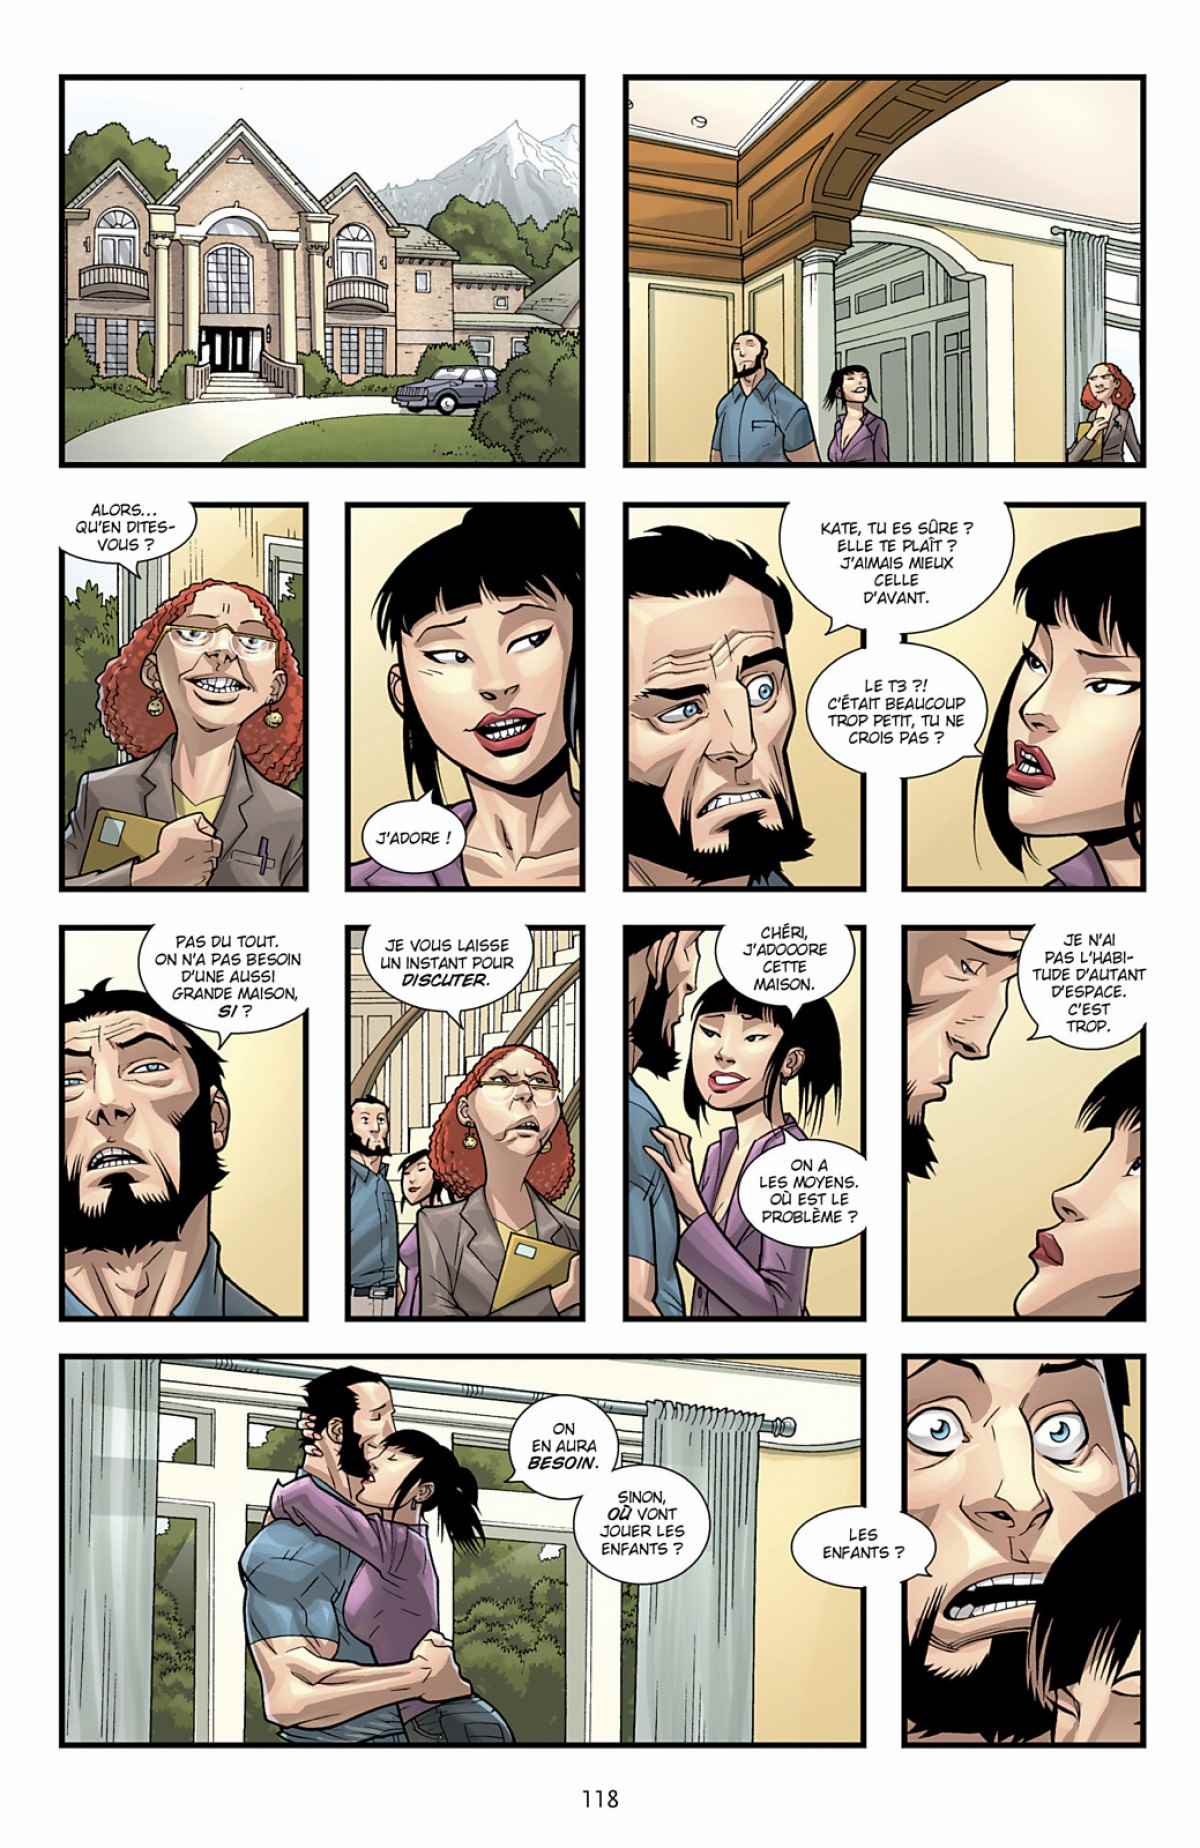 ALORS...
QU'EN DITES-
VOUS ?
J'ADORE !
KATE, TU ES SÛRE ?
ELLE TE PLAÎT ?
J'AIMAIS MIEUX
CELLE
D'AVANT.
LE T3 ?!
C'ÉTAIT BEAUCOUP
TROP PETIT, TU NE
CROIS PAS ?
PAS DU TOUT.
ON N'A PAS BESOIN
D'UNE AUSSI
GRANDE MAISON,
SI ?
JE VOUS LAISSE
UN INSTANT POUR
DISCUTER.
CHÉRI,
J'ADOOORE
CETTE
MAISON.
ON A
LES MOYENS.
OÙ EST LE
PROBLÈME ?
JE N'AI
PAS L'HABI-
TUDE D'AUTANT
D'ESPACE.
C'EST
TROP.
ON
EN AURA
BESOIN.
SINON,
OÙ VONT
JOUER LES
ENFANTS ?
LES
ENFANTS ?
118